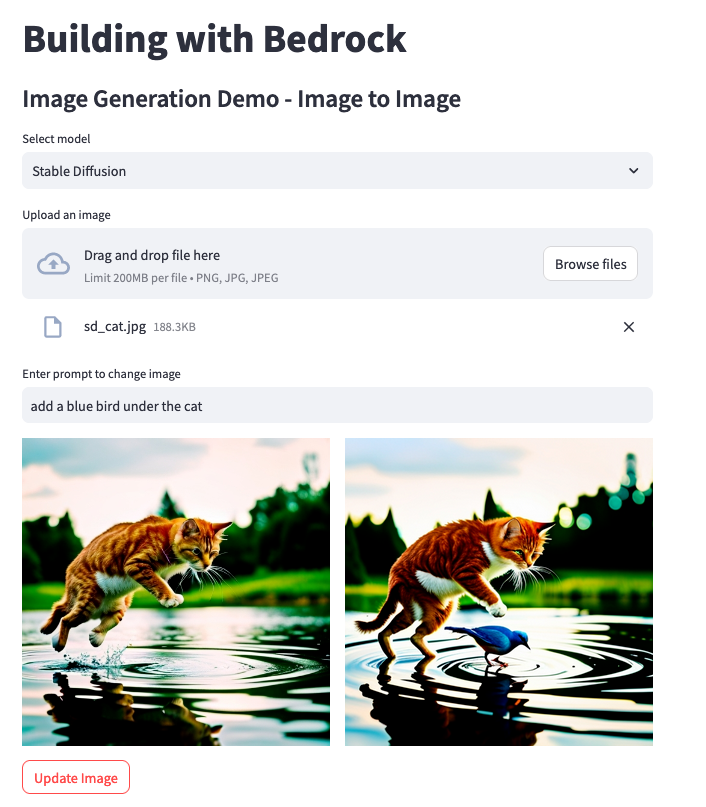 Building with Bedrock
Image Generation Demo - Image to Image
Select model
Stable Diffusion
Upload an image
Drag and drop file here
Limit 200MB per file • PNG, JPG, JPEG
Browse files
sd_cat.jpg 188.3KB
Enter prompt to change image
add a blue bird under the cat
Update Image